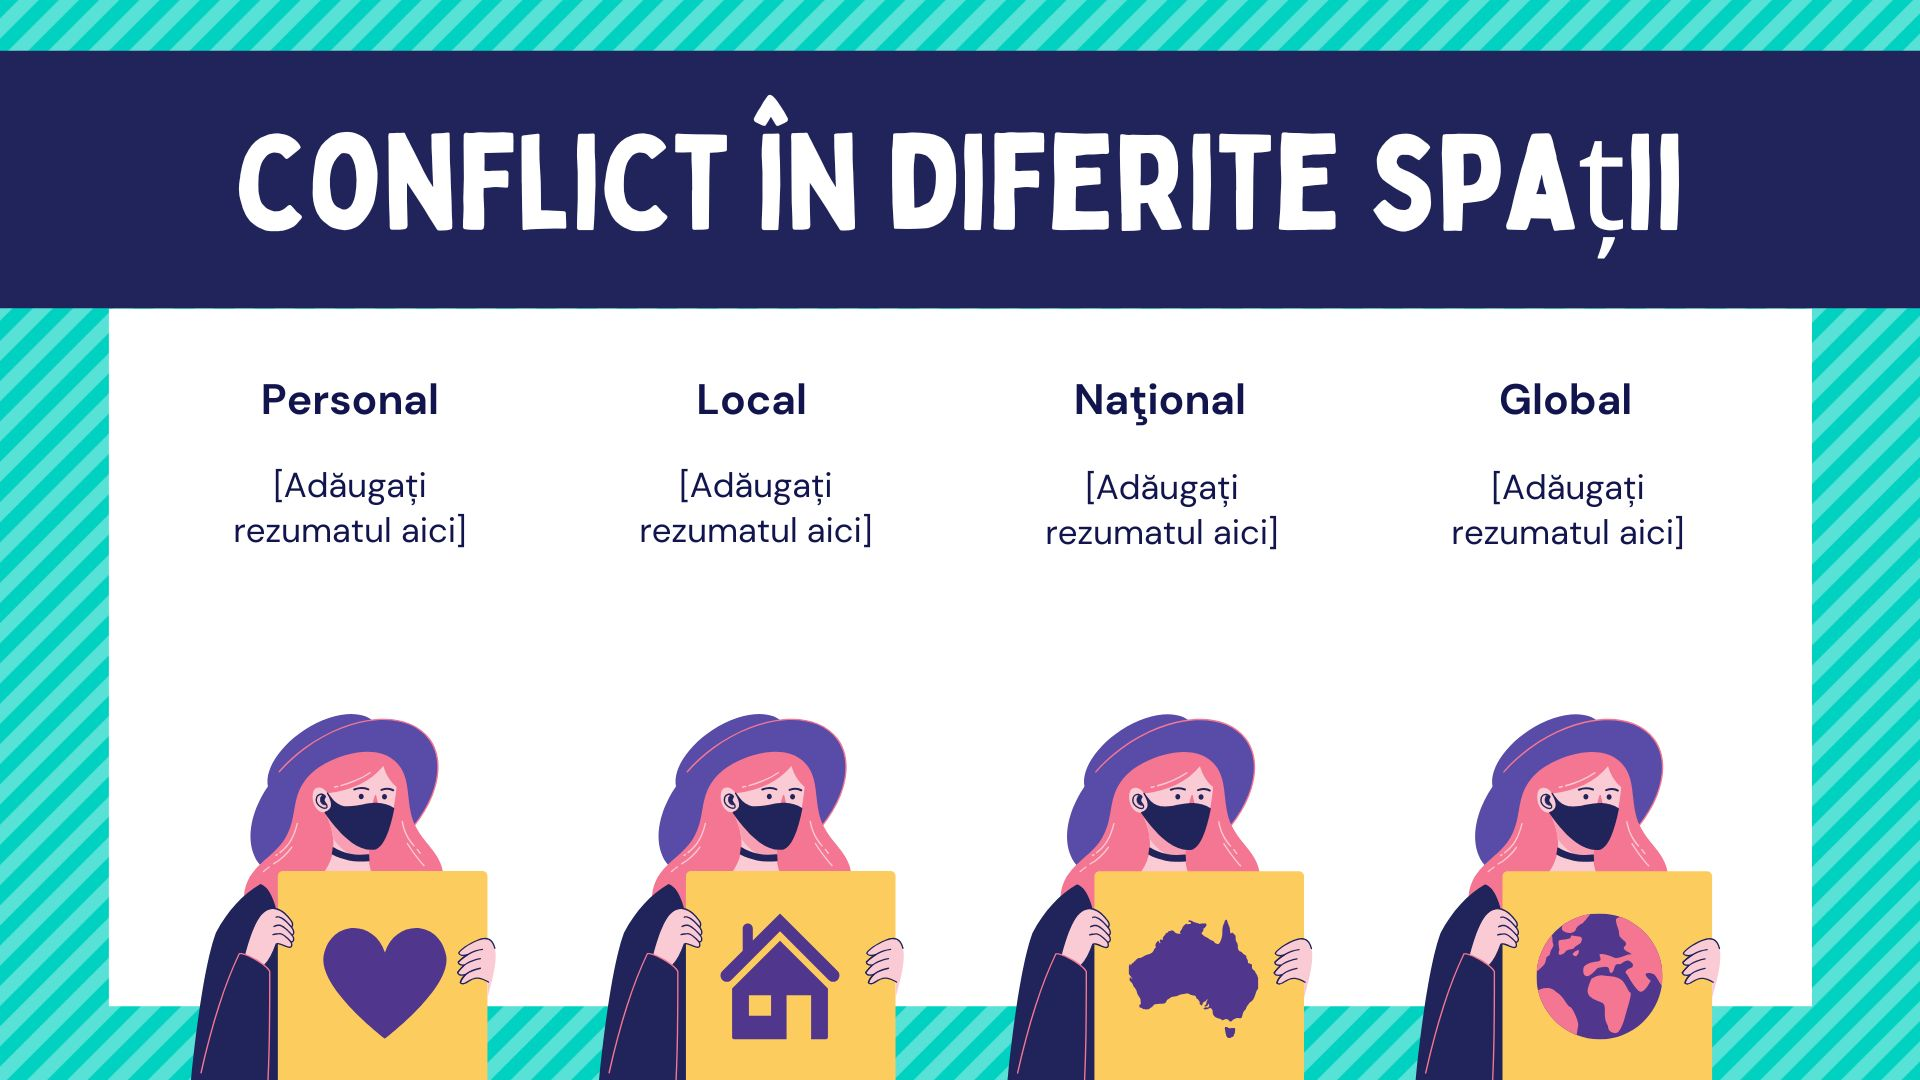 CONFLICT ÎN DIFERITE SPAțII
Personal
[Adăugați
rezumatul aici]
Local
[Adăugați
rezumatul aici]
Naţional
[Adăugați
rezumatul aici]
Global
[Adăugați
rezumatul aici]